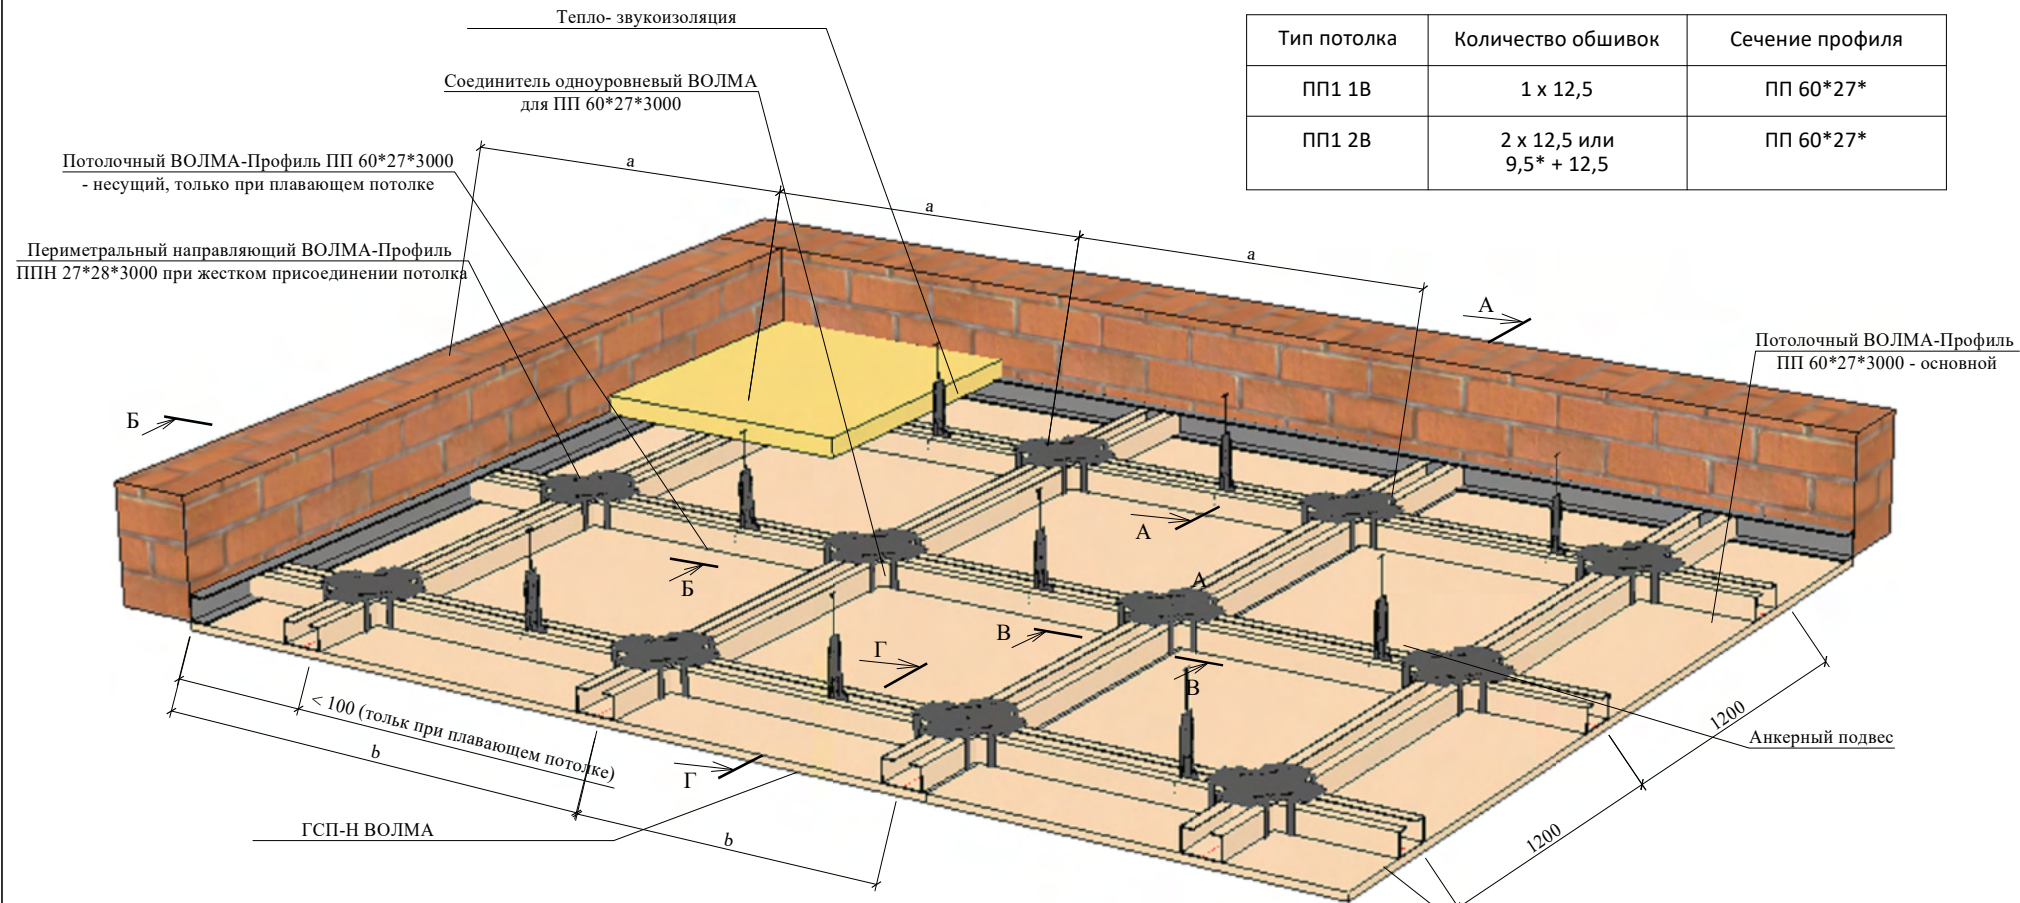 Тепло- звукоизоляция
Соединитель одноуровневый ВОЛМА
для ПП 60*27*3000
Потолочный ВОЛМА-Профиль ПП 60*27*3000
- несущий, только при плавающем потолке
Периметральный направляющий ВОЛМА-Профиль
ППН 27*28*3000 при жестком присоединении потолка
Тип потолка Количество обшивок Сечение профиля
ПП1 1В 1 x 12,5 ПП 60*27*
ПП1 2В 2 x 12,5 или ПП 60*27*
9,5* + 12,5
a
a
a
А
Потолочный ВОЛМА-Профиль
ПП 60*27*3000 - основной
Б
А
Б
А
В
Г
В
1200
Анкерный подвес
< 100 (тольк при плавающем потолке)
b
Г
ГСП-Н ВОЛМА
b
1200